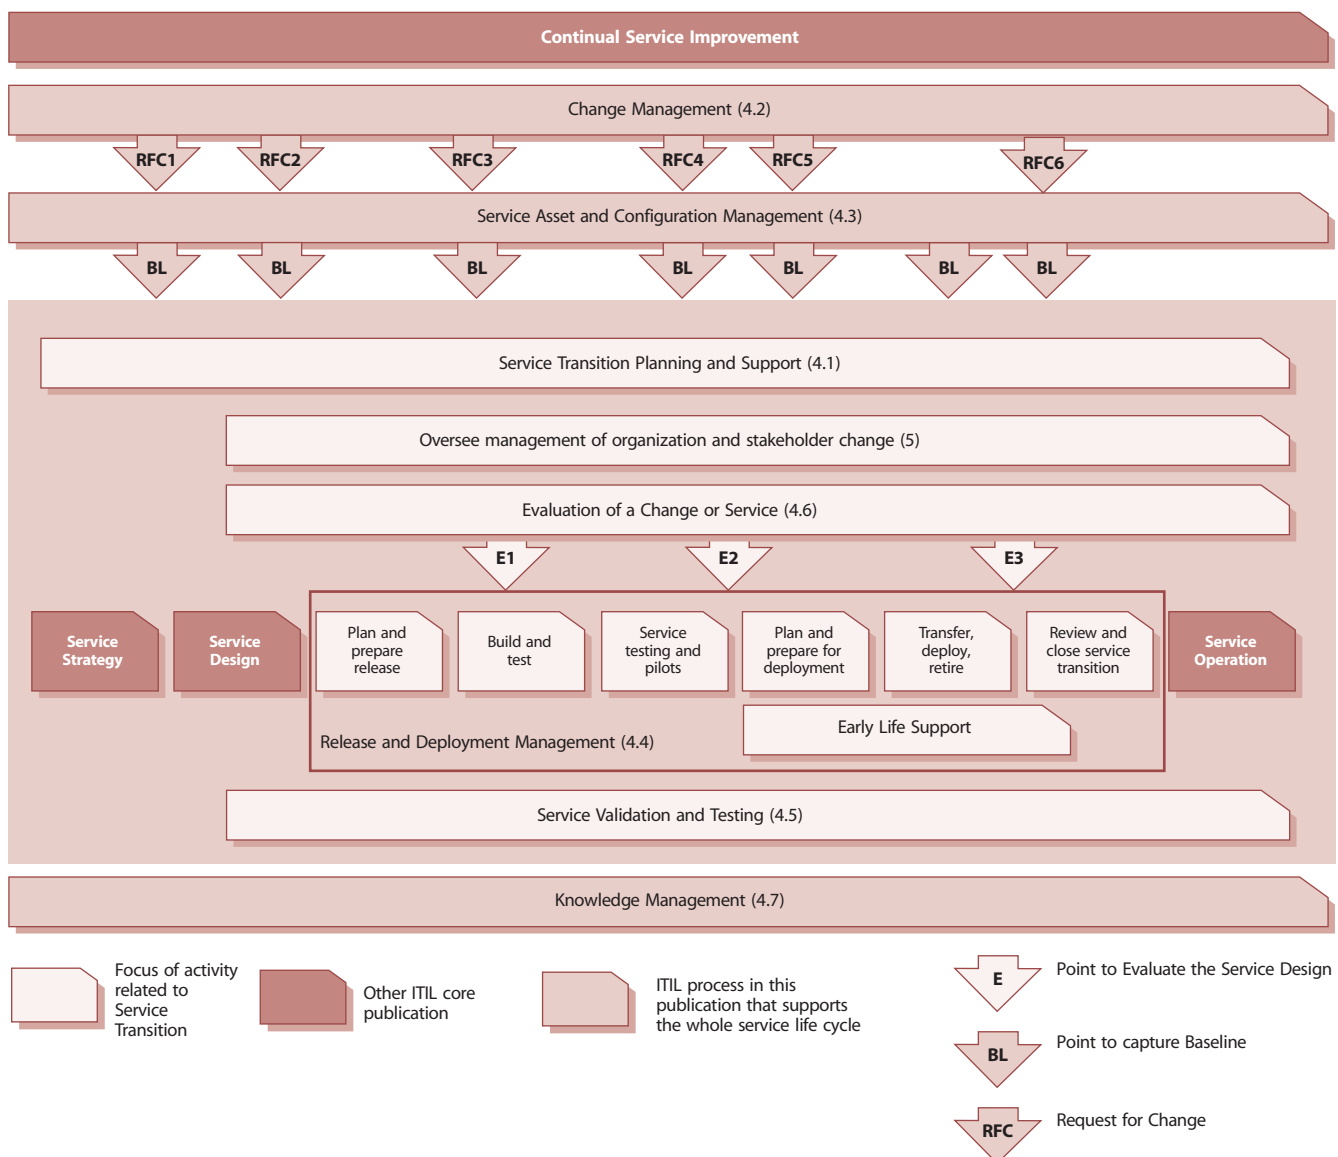 Continual Service Improvement
Change Management (4.2)
RFC1
RFC2
RFC3
RFC4
RFC5
RFC6
Service Asset and Configuration Management (4.3)
BL
BL
BL
BL
BL
BL
BL
Service Transition Planning and Support (4.1)
Oversee management of organization and stakeholder change (5)
Evaluation of a Change or Service (4.6)
E1
E2
E3
Service
Strategy
Service
Design
Plan and
prepare
release
Build and
test
Service
testing and
pilots
Plan and
prepare for
deployment
Transfer,
deploy,
retire
Review and
close service
transition
Service
Operation
Early Life Support
Release and Deployment Management (4.4)
Service Validation and Testing (4.5)
Knowledge Management (4.7)
Focus of activity
related to
Service
Transition
Other ITIL core
publication
ITIL process in this
publication that supports
the whole service life cycle
E
Point to Evaluate the Service Design
BL
Point to capture Baseline
RFC
Request for Change